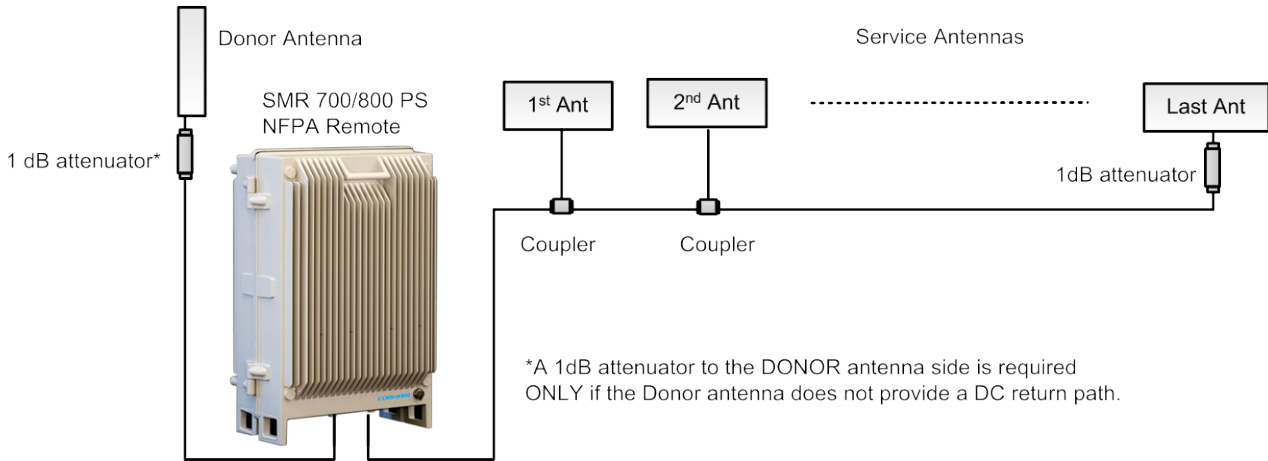 Donor Antenna
Service Antennas
SMR 700/800 PS
NFPA Remote
1st Ant
2nd Ant
Last Ant
1 dB attenuator*
1dB attenuator
Coupler
Coupler
*A 1dB attenuator to the DONOR antenna side is required
ONLY if the Donor antenna does not provide a DC return path.